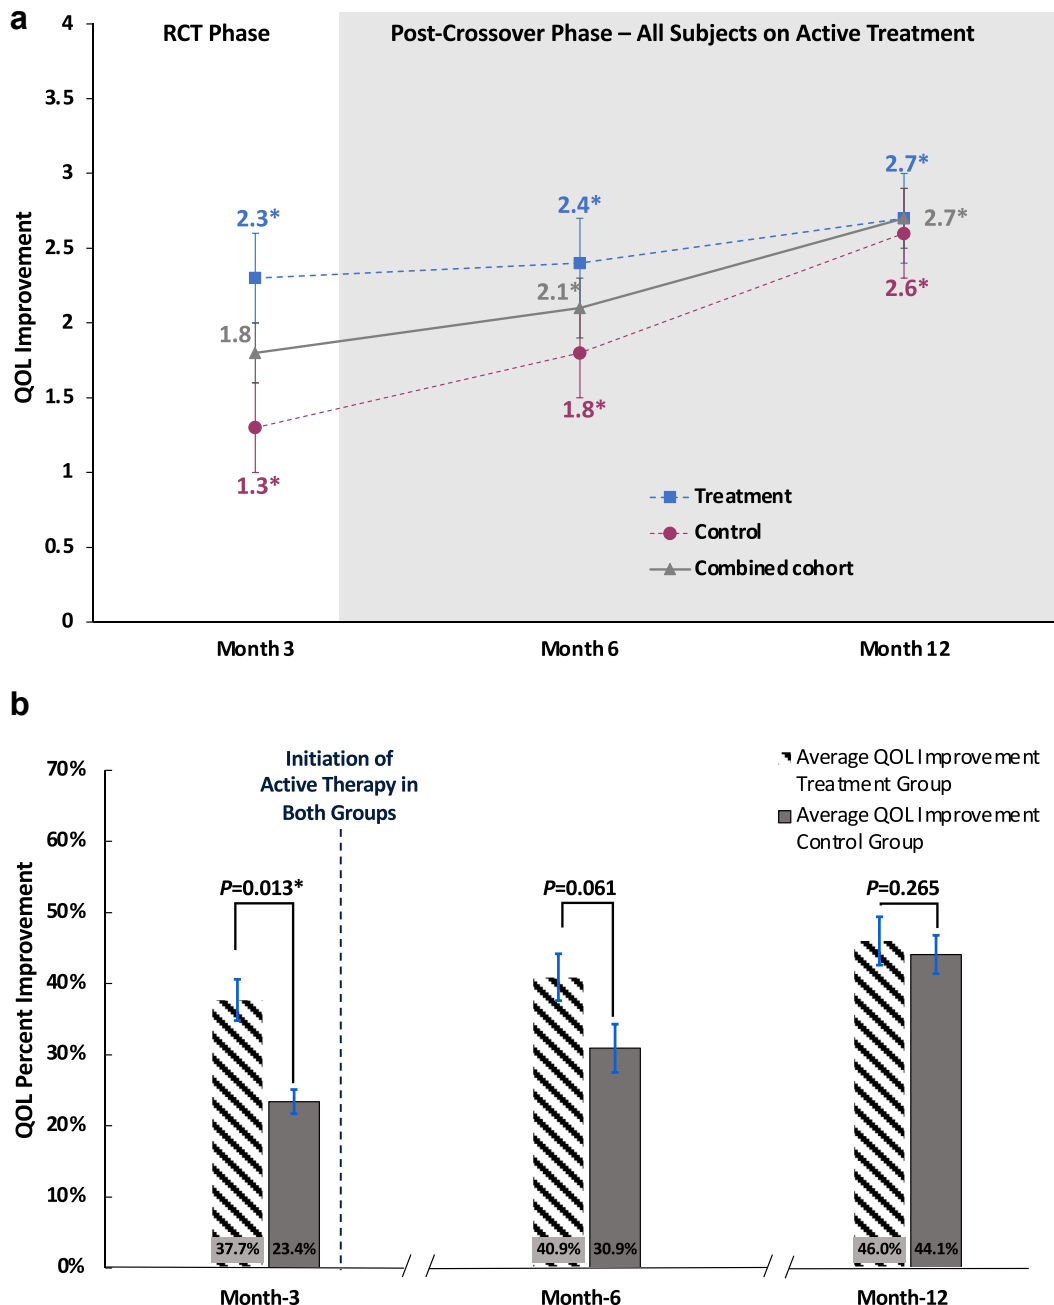 a
RCT Phase
Post-Crossover Phase – All Subjects on Active Treatment
QOL Improvement
4
3.5
3
2.5
2
1.5
1
0.5
0
2.3*
1.8
1.3*
2.4*
2.1*
1.8*
2.7*
2.7*
2.6*
Treatment
Control
Combined cohort
Month 3
Month 6
Month 12
b
QOL Percent Improvement
70%
60%
50%
40%
30%
20%
10%
0%
Initiation of
Active Therapy in
Both Groups
Average QOL Improvement
Treatment Group
Average QOL Improvement
Control Group
P=0.013*
P=0.061
P=0.265
37.7%
23.4%
40.9%
30.9%
46.0%
44.1%
Month-3
Month-6
Month-12